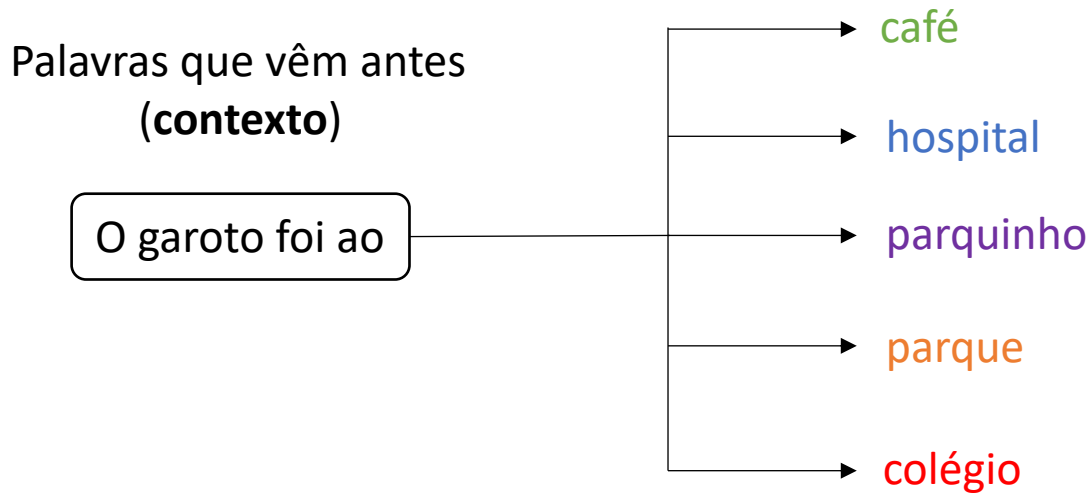 Palavras que vêm antes
(contexto)
O garoto foi ao
café
hospital
parquinho
parque
colégio